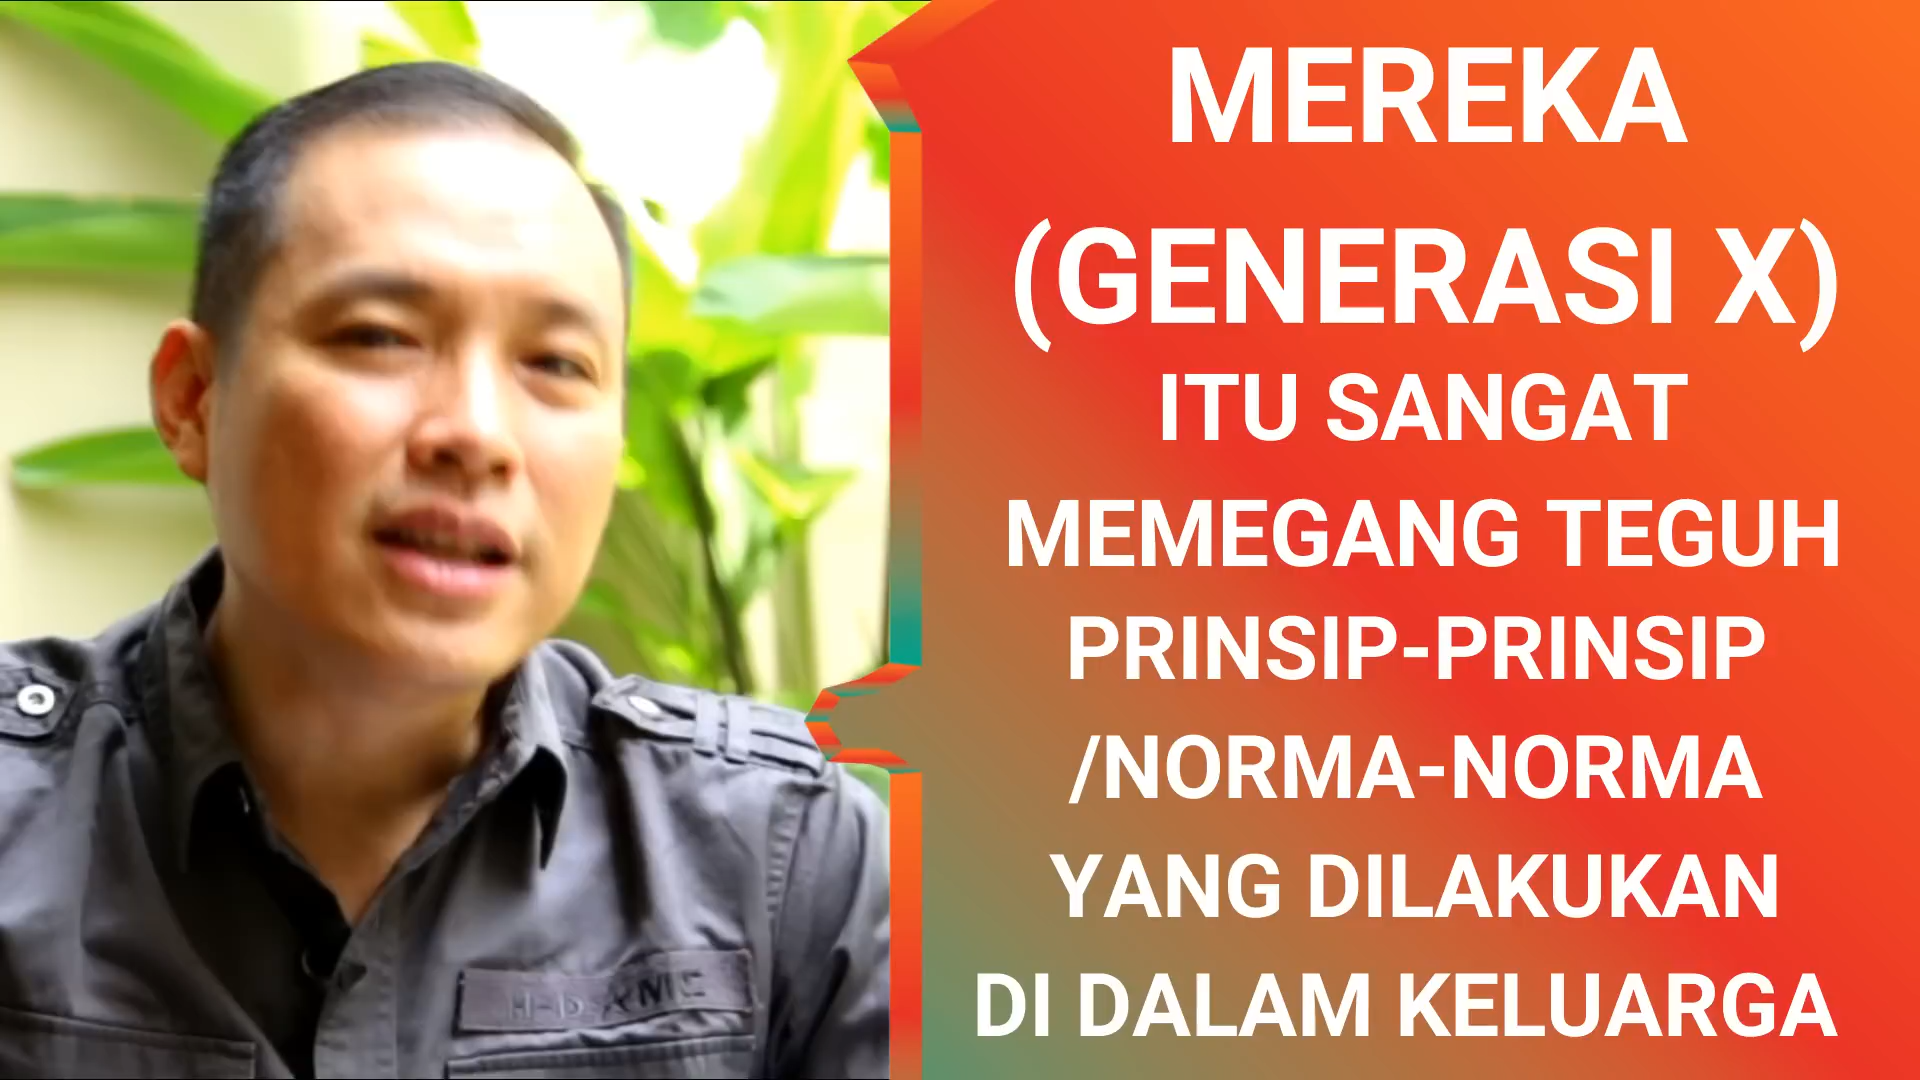 MEREKA
(GENERASI X)
ITU SANGAT
MEMEGANG TEGUH
PRINSIP-PRINSIP
/NORMA-NORMA
YANG DILAKUKAN
DI DALAM KELUARGA